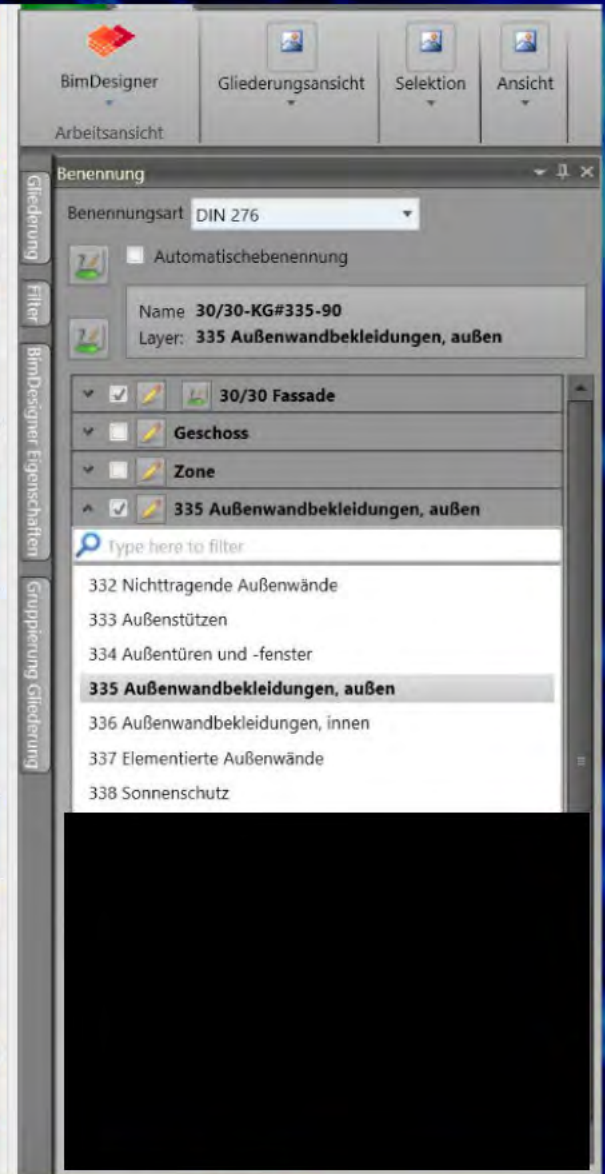 BimDesigner
Gliederungsansicht
Selektion
Ansicht
Arbeitsansicht
Gliederung
Filter
BimDesigner Eigenschaften
Gruppierung Gliederung
Benennung
Benennungsart DIN 276
Automatischebenennung
Name 30/30-KG#335-90
Layer: 335 Außenwandbekleidungen, außen
30/30 Fassade
Geschoss
Zone
335 Außenwandbekleidungen, außen
Type here to filter
332 Nichttragende Außenwände
333 Außenstützen
334 Außentüren und -fenster
335 Außenwandbekleidungen, außen
336 Außenwandbekleidungen, innen
337 Elementierte Außenwände
338 Sonnenschutz